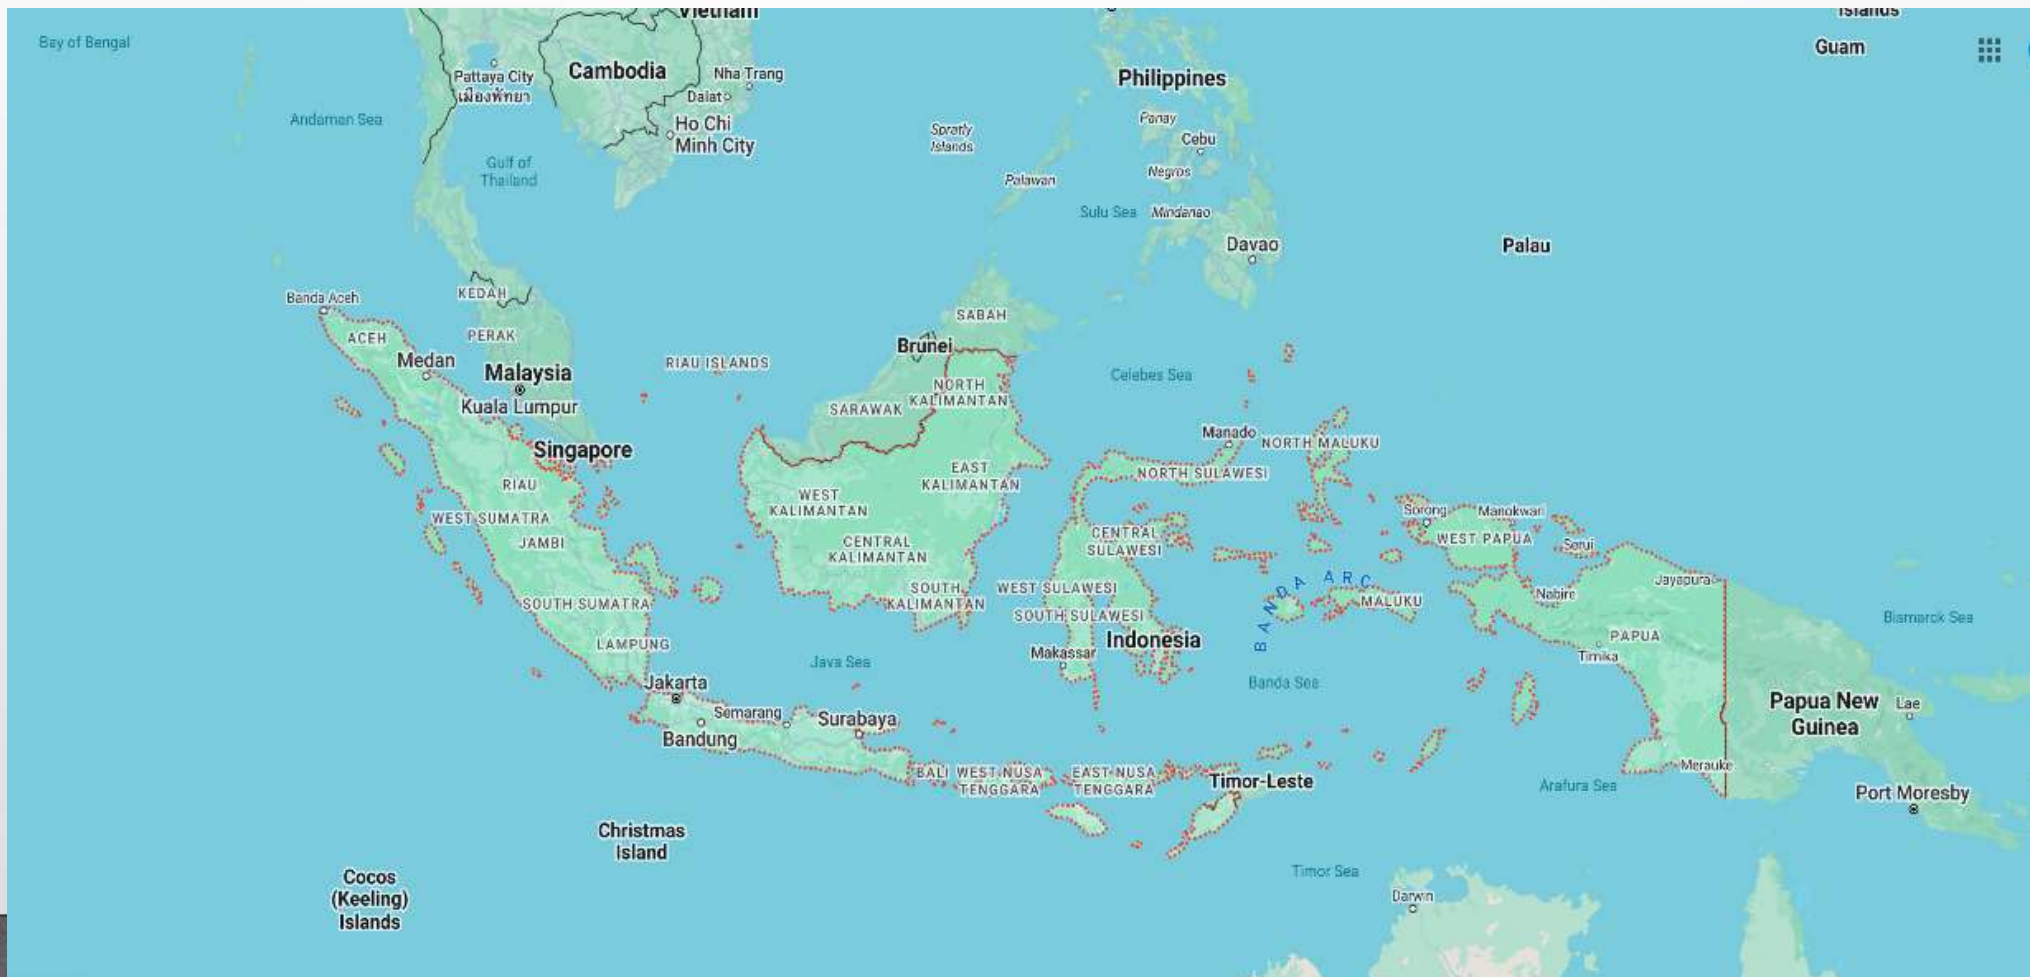 Vietnam
Islands
Guam
Bay of Bengal
Cambodia
Pattaya City
เมืองพัทยา
Nha Trang
Dalat
Ho Chi
Minh City
Philippines
Andaman Sea
Panay
Cebu
Spratly
Islands
Gulf of
Thailand
Negros
Palawan
Sulu Sea
Mindanao
Davao
Palau
Banda Aceh
KEDAH
ACEH
PERAK
SABAH
Brunei
Medan
Malaysia
RIAU ISLANDS
Celebes Sea
NORTH
KALIMANTAN
Kuala Lumpur
SARAWAK
Singapore
Manado
NORTH MALUKU
NORTH SULAWESI
EAST
KALIMANTAN
RIAU
WEST
KALIMANTAN
WEST SUMATRA
JAMBI
CENTRAL
KALIMANTAN
CENTRAL
SULAWESI
Sorong
Manokwari
WEST PAPUA
Serui
BANDA ARC
Jayapura
SOUTH
KALIMANTAN
WEST SULAWESI
Nabire
SOUTH SUMATRA
MALUKU
SOUTH SULAWESI
Bismarck Sea
LAMPUNG
Indonesia
PAPUA
Makassar
Timika
Java Sea
Jakarta
Banda Sea
Semarang
Surabaya
Papua New
Guinea
Lae
Bandung
BALI
WEST NUSA
TENGGARA
EAST NUSA
TENGGARA
Timor-Leste
Merauke
Arafura Sea
Port Moresby
Christmas
Island
Timor Sea
Cocos
(Keeling)
Islands
Darwin